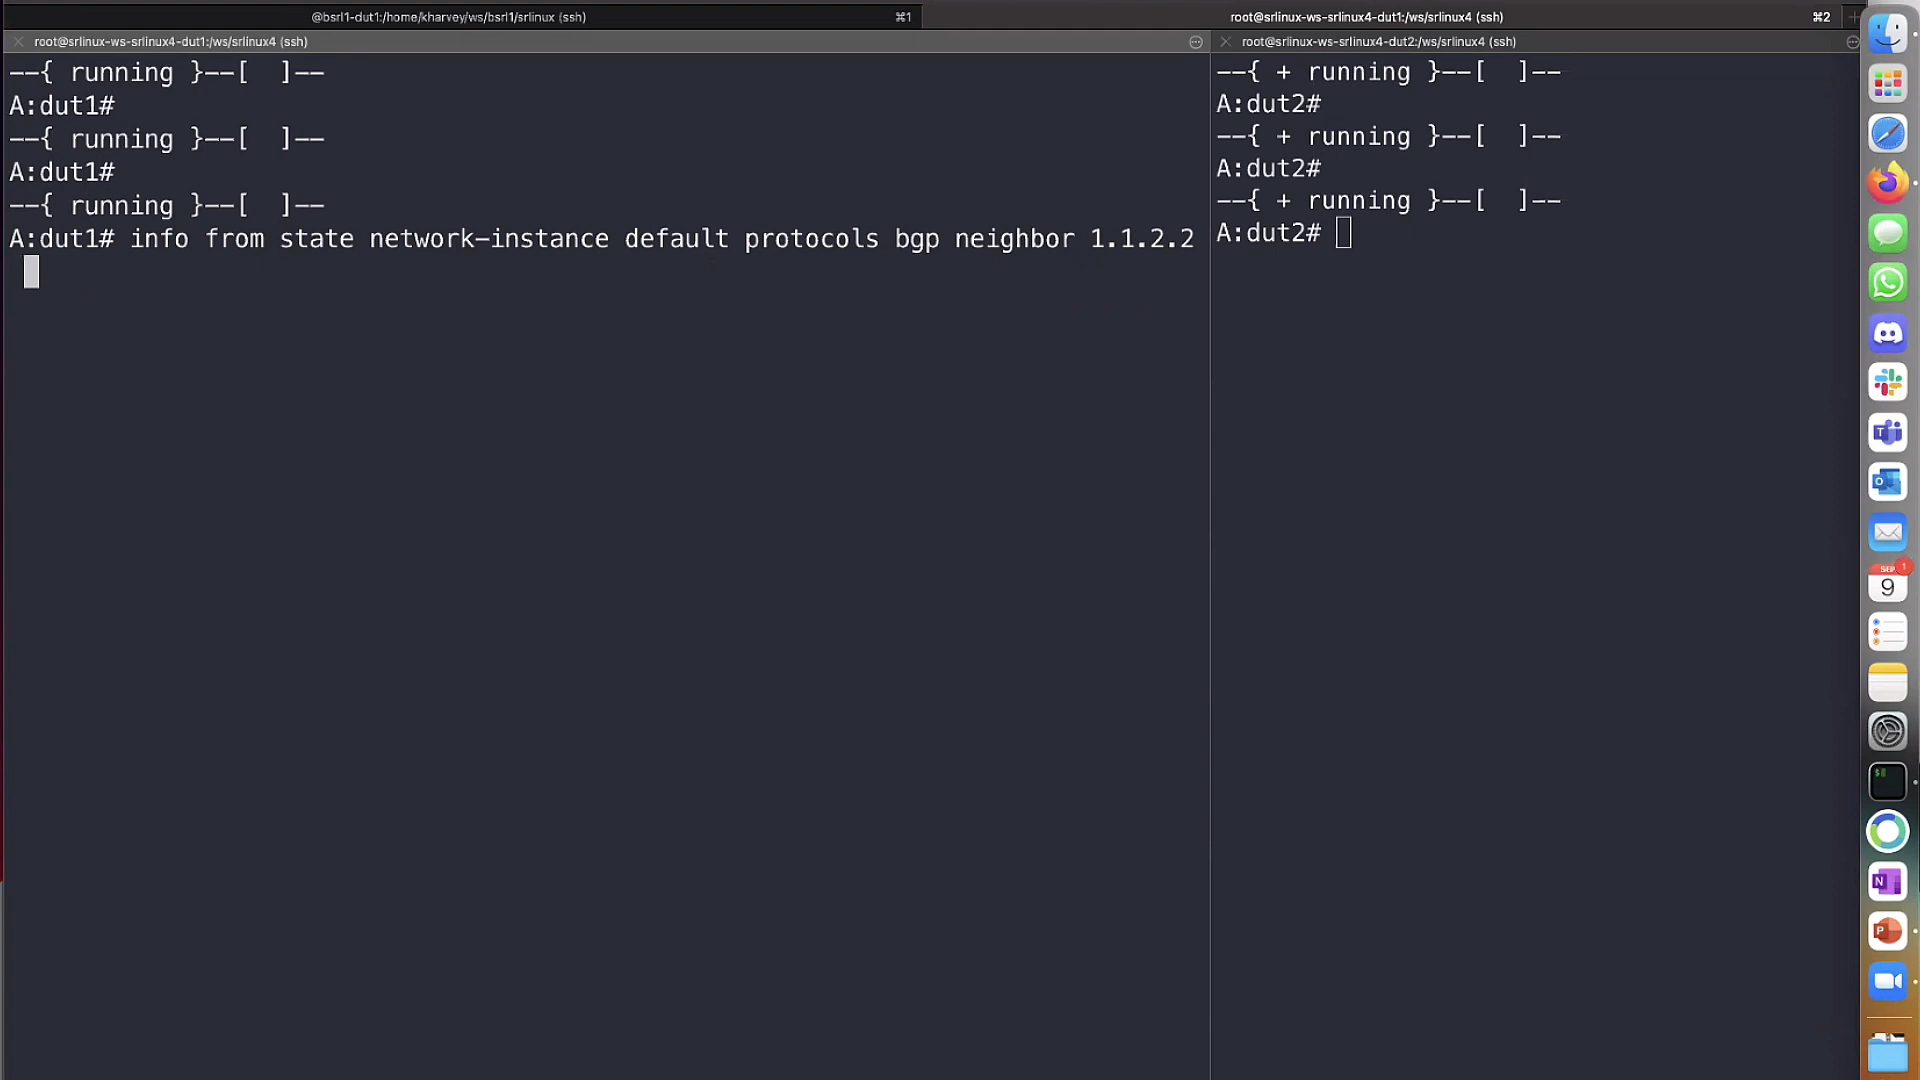 @bsrl1-dut1:/home/kharvey/ws/bsrl1/srlinux (ssh) ⌘1
root@srlinux-ws-srlinux4-dut1:/ws/srlinux4 (ssh) ⌘2
root@srlinux-ws-srlinux4-dut1:/ws/srlinux4 (ssh)
--{ running }--[  ]--
A:dut1#
--{ running }--[  ]--
A:dut1#
--{ running }--[  ]--
A:dut1# info from state network-instance default protocols bgp neighbor 1.1.2.2
root@srlinux-ws-srlinux4-dut2:/ws/srlinux4 (ssh)
--{ + running }--[  ]--
A:dut2#
--{ + running }--[  ]--
A:dut2#
--{ + running }--[  ]--
A:dut2#
SEP
1
9